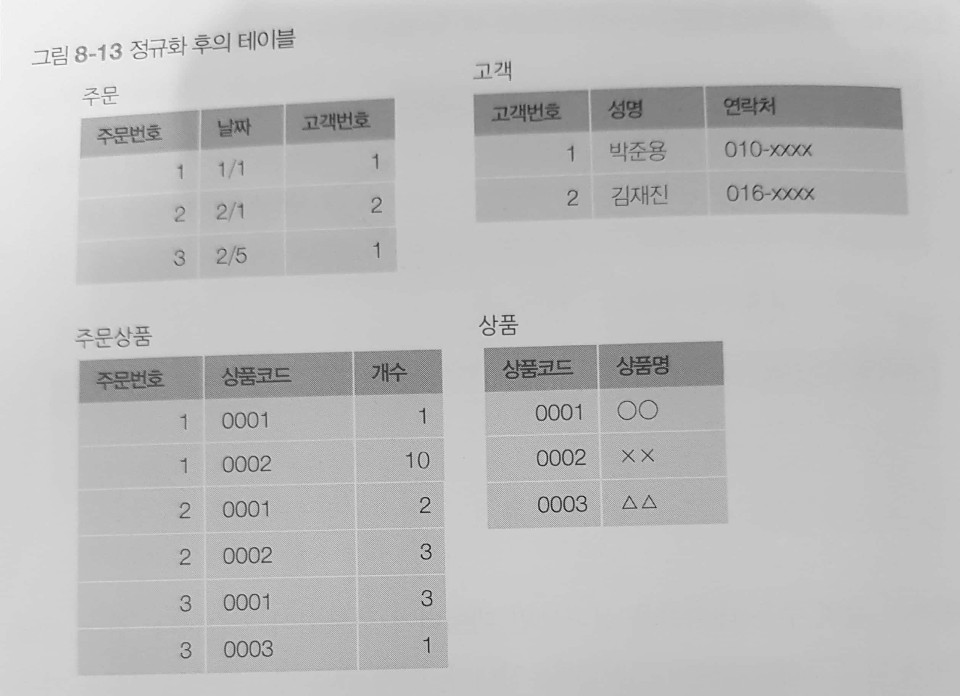 그림 8-13 정규화 후의 테이블
주문
주문번호 날짜 고객번호
1 1/1 1
2 2/1 2
3 2/5 1
고객
고객번호 성명 연락처
1 박준용 010-xxxx
2 김재진 016-xxxx
주문상품
주문번호 상품코드 개수
1 0001 1
1 0002 10
2 0001 2
2 0002 3
3 0001 3
3 0003 1
상품
상품코드 상품명
0001 ○○
0002 ××
0003 △△